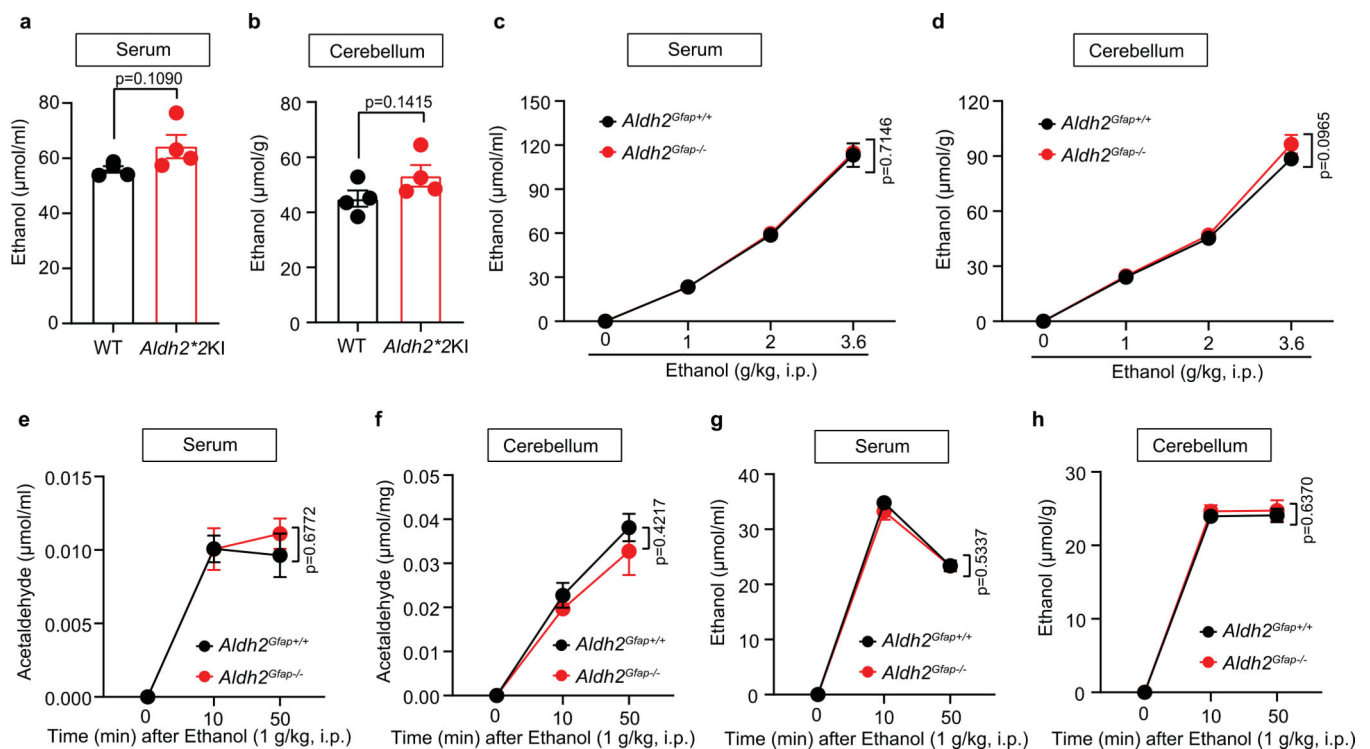 a
Serum
p=0.1090
Ethanol (µmol/ml)
80
60
40
20
0
WT
Aldh2*2KI
b
Cerebellum
p=0.1415
Ethanol (µmol/g)
80
60
40
20
0
WT
Aldh2*2KI
c
Serum
Ethanol (µmol/ml)
150
120
90
60
30
0
Aldh2Gfap+/+
Aldh2Gfap-/-
p=0.7146
0 1 2 3.6
Ethanol (g/kg, i.p.)
d
Cerebellum
Ethanol (µmol/g)
120
90
60
30
0
Aldh2Gfap+/+
Aldh2Gfap-/-
p=0.0965
0 1 2 3.6
Ethanol (g/kg, i.p.)
e
Serum
Acetaldehyde (µmol/ml)
0.015
0.010
0.005
0.000
p=0.6772
Aldh2Gfap+/+
Aldh2Gfap-/-
0 10 50
Time (min) after Ethanol (1 g/kg, i.p.)
f
Cerebellum
Acetaldehyde (µmol/mg)
0.05
0.04
0.03
0.02
0.01
0.00
p=0.4217
Aldh2Gfap+/+
Aldh2Gfap-/-
0 10 50
Time (min) after Ethanol (1 g/kg, i.p.)
g
Serum
Ethanol (µmol/ml)
40
30
20
10
0
p=0.5337
Aldh2Gfap+/+
Aldh2Gfap-/-
0 10 50
Time (min) after Ethanol (1 g/kg, i.p.)
h
Cerebellum
Ethanol (µmol/g)
30
20
10
0
p=0.6370
Aldh2Gfap+/+
Aldh2Gfap-/-
0 10 50
Time (min) after Ethanol (1 g/kg, i.p.)